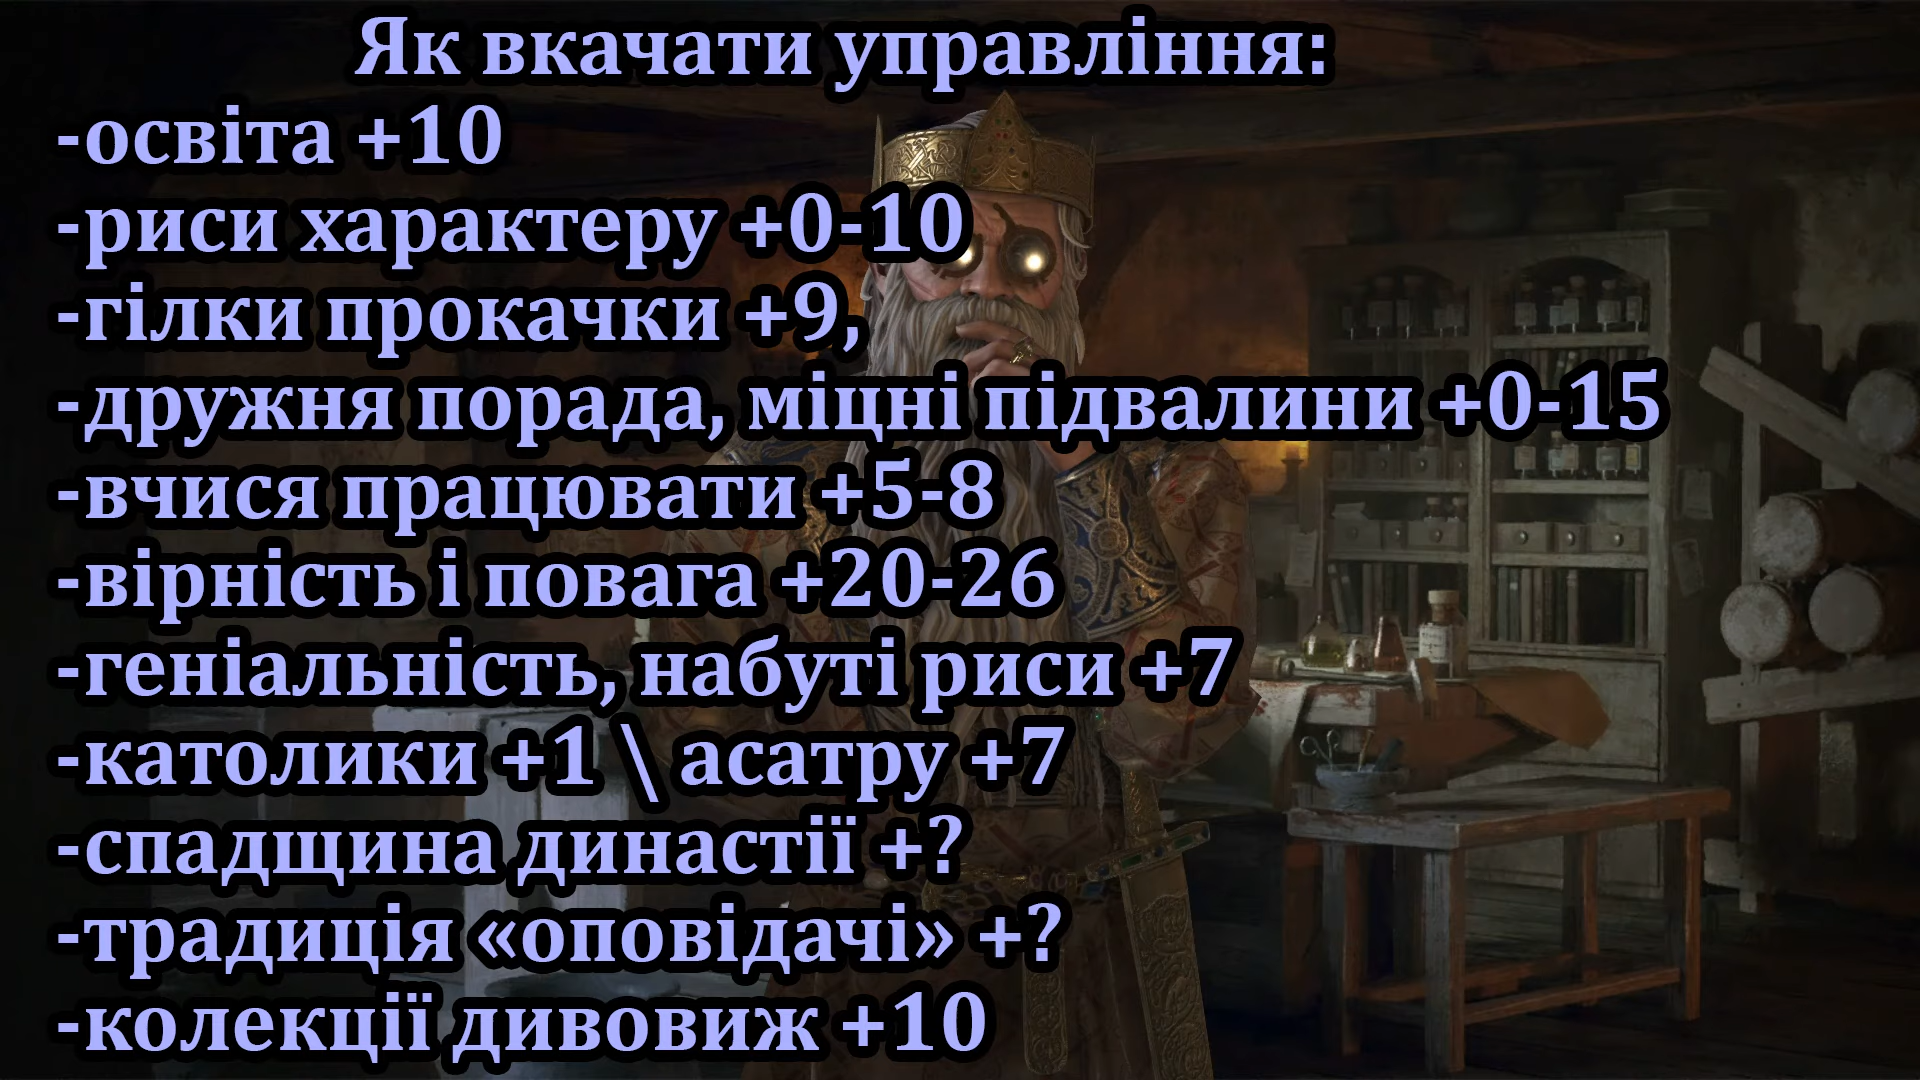 Як вкачати управління:
-освіта +10
-риси характеру +0-10
-гілки прокачки +9,
-дружня порада, міцні підвалини +0-15
-вчися працювати +5-8
-вірність і повага +20-26
-геніальність, набуті риси +7
-католики +1 \ асатру +7
-спадщина династії +?
-традиція «оповідачі» +?
-колекції дивовиж +10